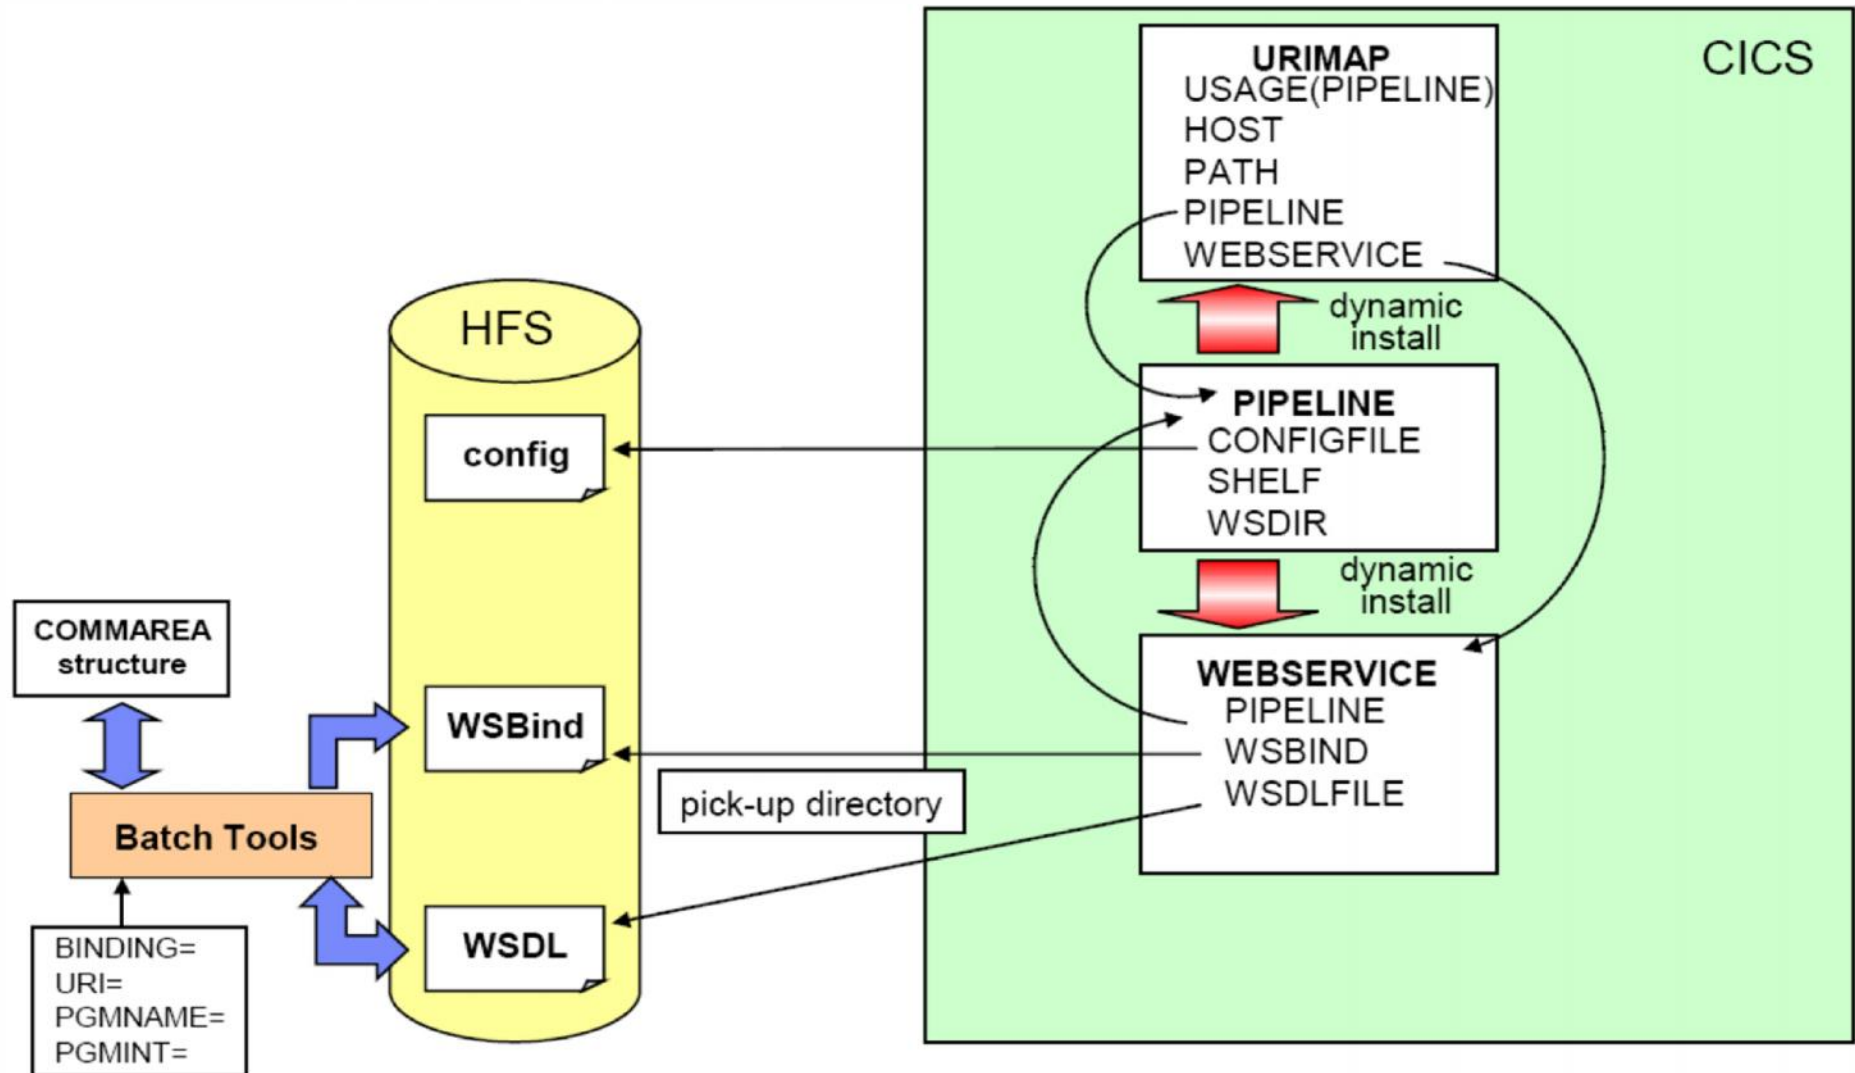 CICS
URIMAP
USAGE(PIPELINE)
HOST
PATH
PIPELINE
WEBSERVICE
dynamic
install
HFS
config
PIPELINE
CONFIGFILE
SHELF
WSDIR
dynamic
install
COMMAREA
structure
WSBind
WEBSERVICE
PIPELINE
WSBIND
WSDLFILE
pick-up directory
Batch Tools
WSDL
BINDING=
URI=
PGMNAME=
PGMINT=